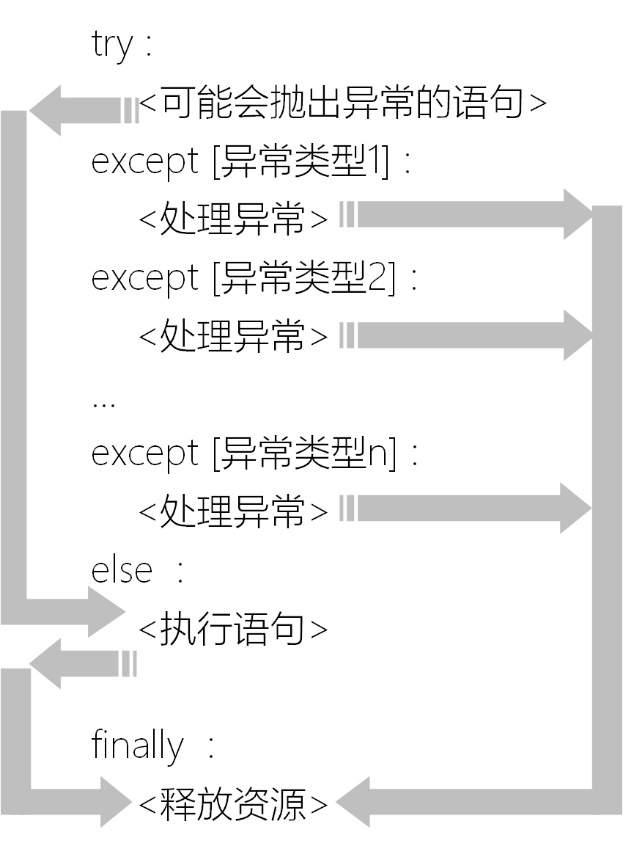 try :
<可能会抛出异常的语句>
except [异常类型1] :
<处理异常>
except [异常类型2] :
<处理异常>
...
except [异常类型n] :
<处理异常>
else :
<执行语句>
finally :
<释放资源>